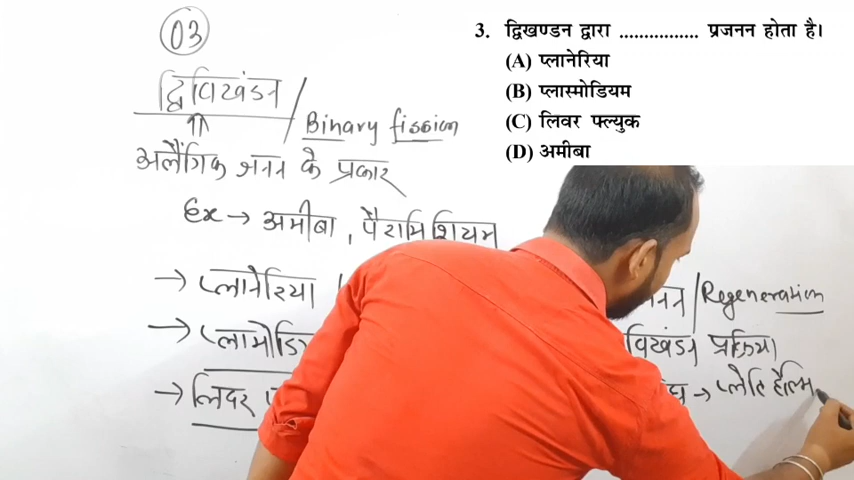 03
द्विविखंडन / Binary fission
अलैंगिक जनन के प्रकार
Ex → अमीबा, पैरामिशियम
→ प्लानेरिया / जनन / Regeneration
→ प्लामोडि विखंडन प्रक्रिया
→ लिवर → प्लेटि हेल्मि
3. द्विखण्डन द्वारा ................ प्रजनन होता है।
(A) प्लानेरिया
(B) प्लास्मोडियम
(C) लिवर फ्ल्युक
(D) अमीबा